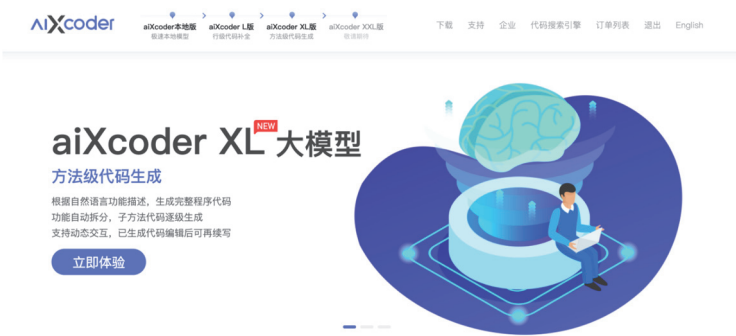 aiXcoder
aiXcoder本地版 aiXcoder L版 aiXcoder XL版 aiXcoder XXL版
极速本地模型 行级代码补全 方法级代码生成 敬请期待
下载 支持 企业 代码搜索引擎 订单列表 退出 English
aiXcoder XL NEW 大模型
方法级代码生成
根据自然语言功能描述，生成完整程序代码
功能自动拆分，子方法代码逐级生成
支持动态交互，已生成代码编辑后可再续写
立即体验